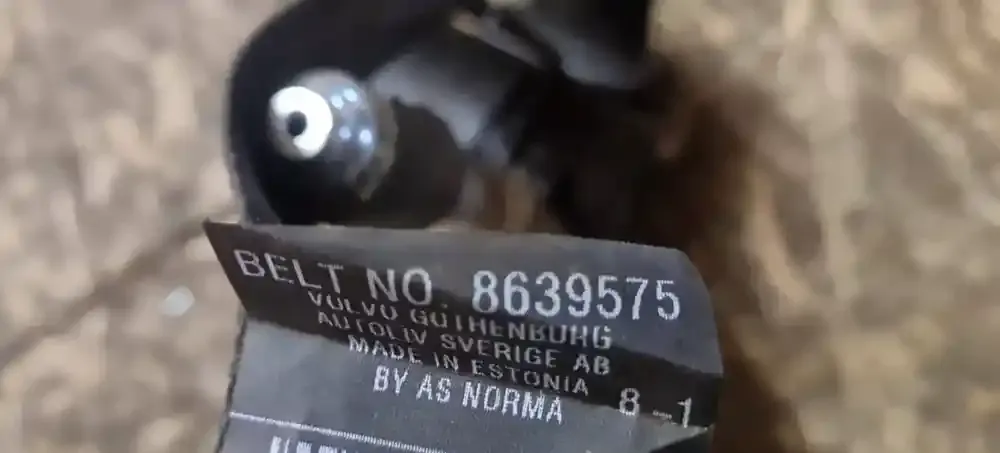 BELT NO. 8639575
VOLVO GOTHENBURG
AUTOLIV SVERIGE AB
MADE IN ESTONIA
BY AS NORMA 8-1